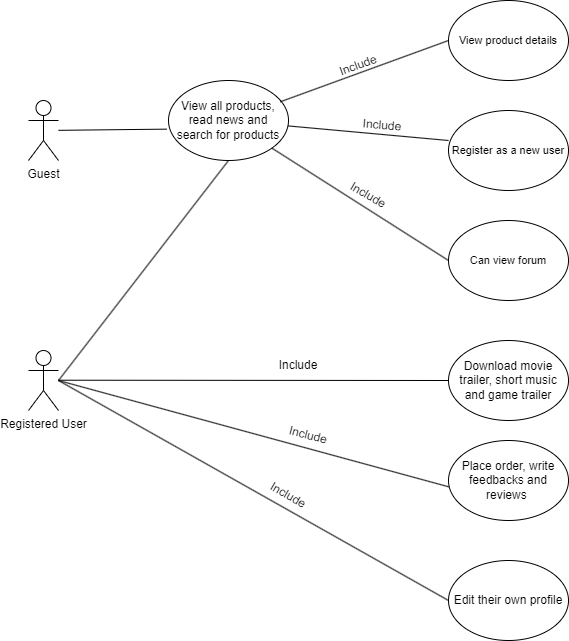 View product details
Include
View all products,
read news and
search for products
Include
Register as a new user
Guest
Include
Can view forum
Include
Download movie
trailer, short music
and game trailer
Registered User
Include
Place order, write
feedbacks and
reviews
Include
Edit their own profile